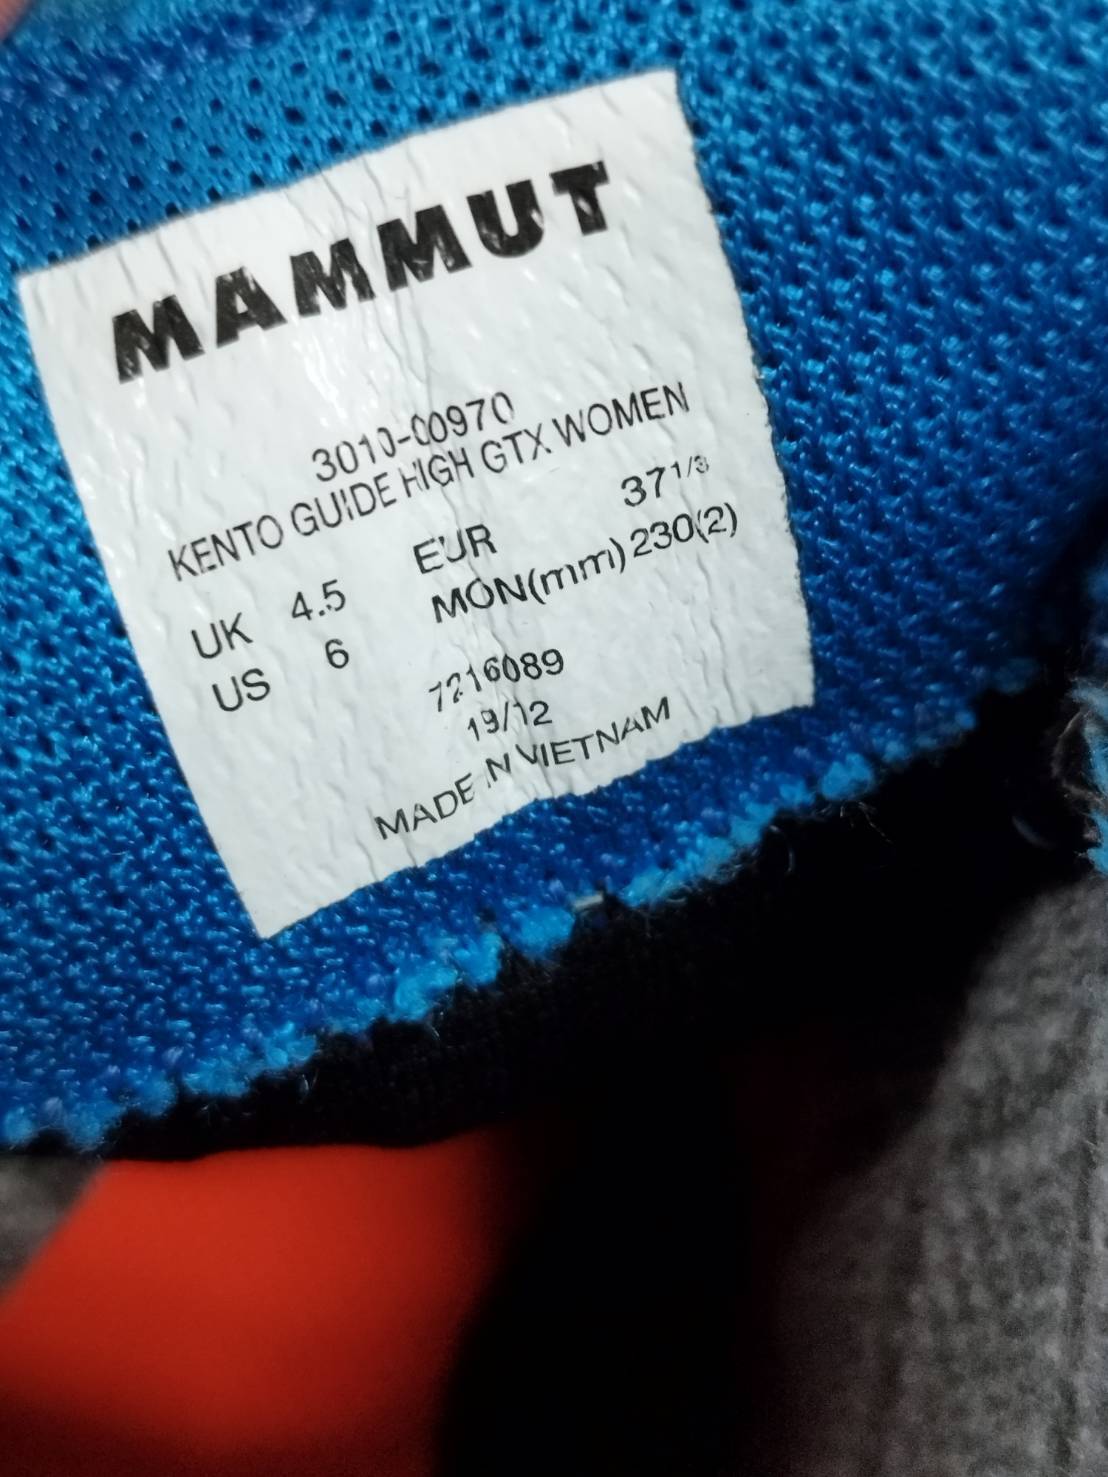 MAMMUT
3010-00970
KENTO GUIDE HIGH GTX WOMEN
EUR 37 1/3
UK 4.5 MON(mm) 230(2)
US 6
7216089
19/12
MADE IN VIETNAM